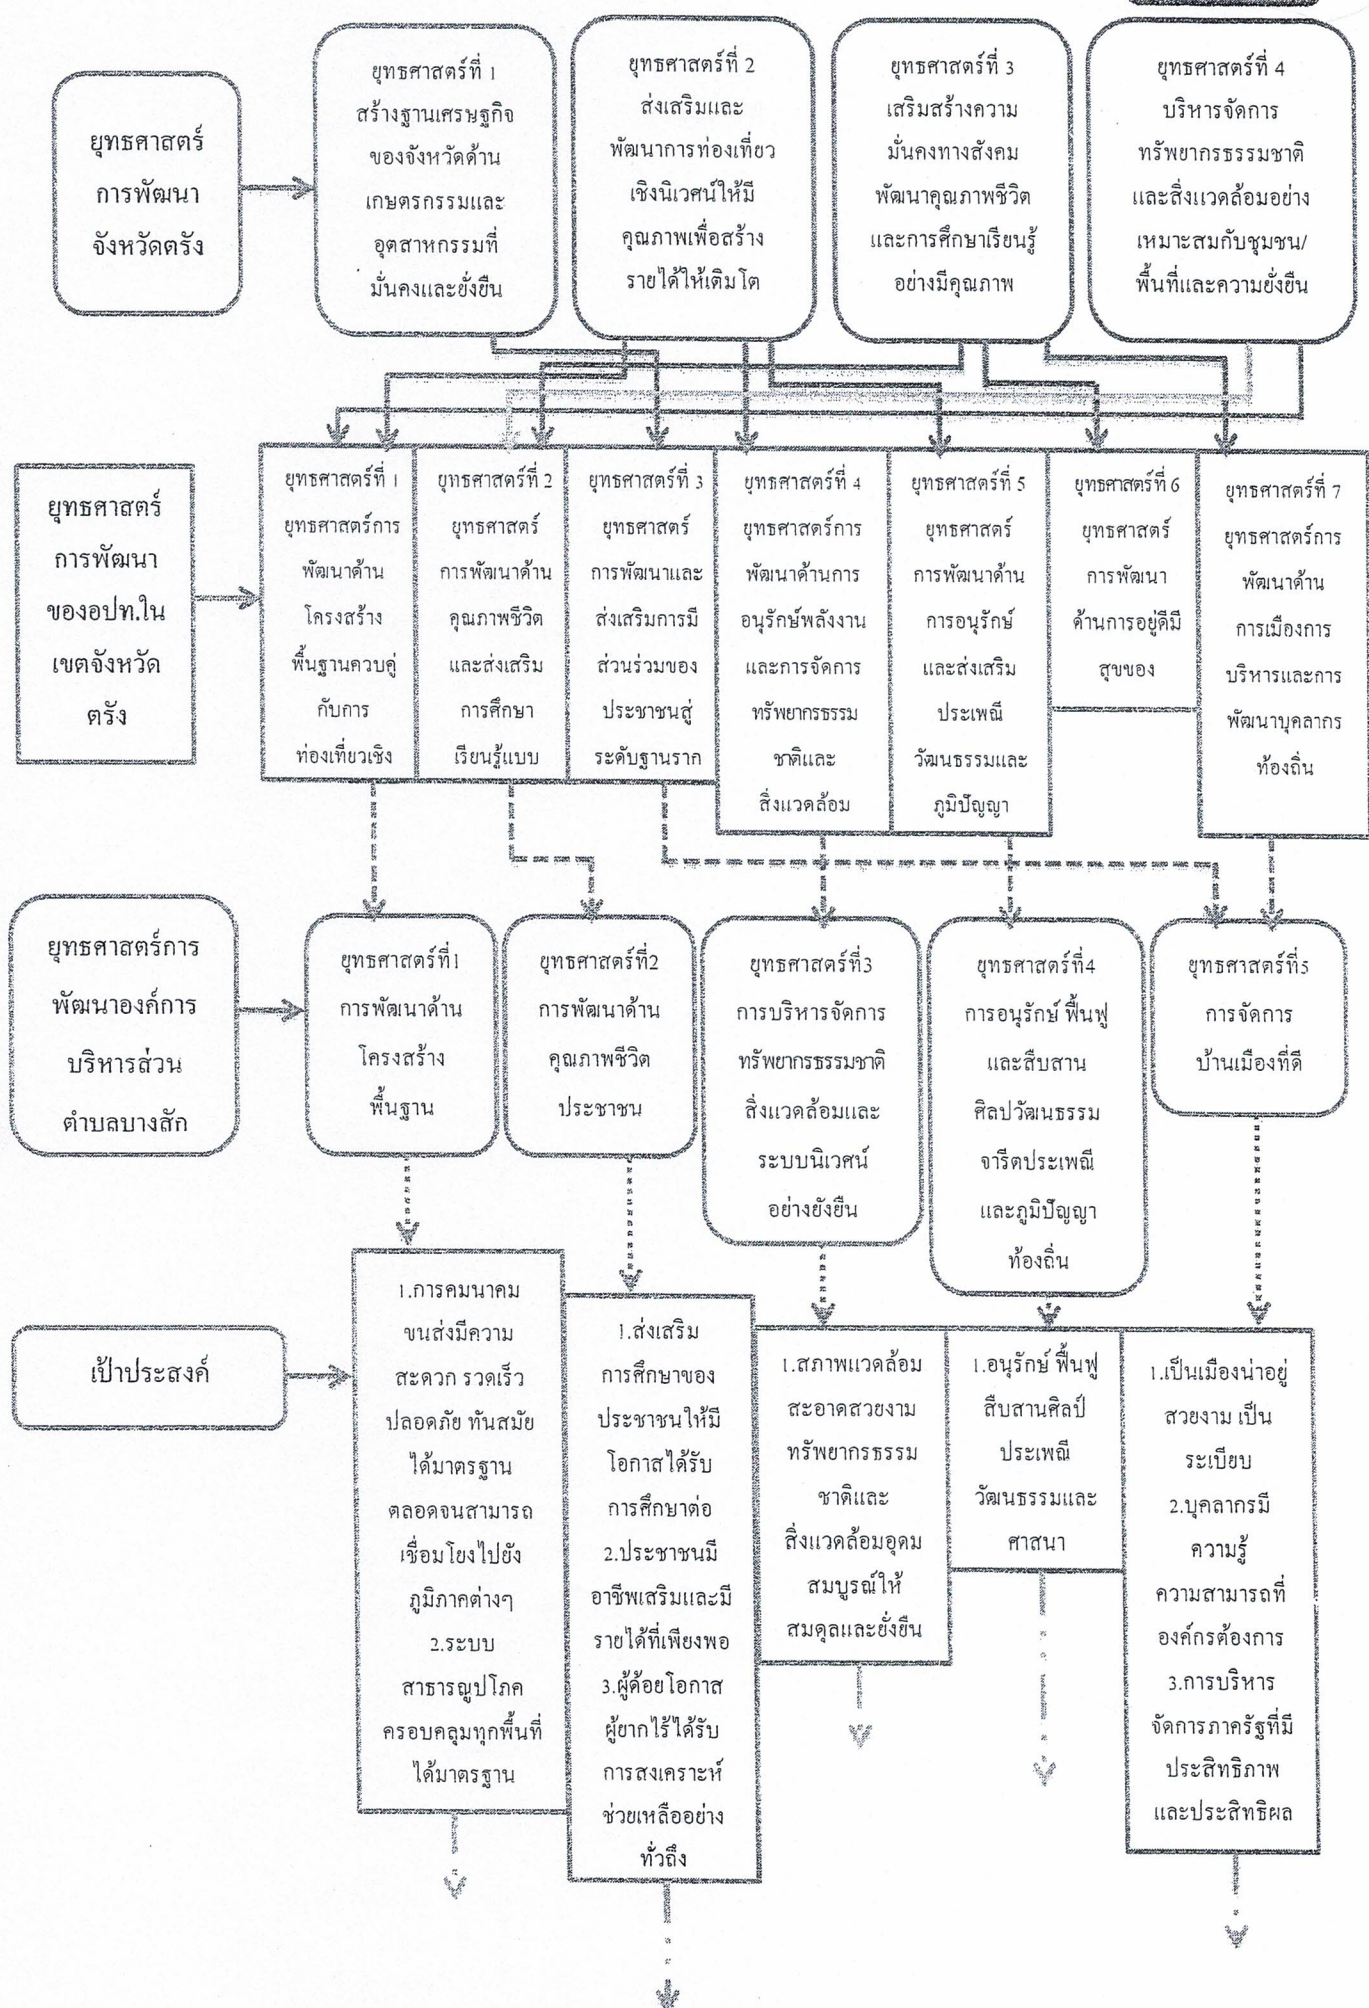 ยุทธศาสตร์
การพัฒนา
จังหวัดตรัง
ยุทธศาสตร์ที่ 1
สร้างฐานเศรษฐกิจ
ของจังหวัดด้าน
เกษตรกรรมและ
อุตสาหกรรมที่
มั่นคงและยั่งยืน
ยุทธศาสตร์ที่ 2
ส่งเสริมและ
พัฒนาการท่องเที่ยว
เชิงนิเวศน์ให้มี
คุณภาพเพื่อสร้าง
รายได้ให้เติมโต
ยุทธศาสตร์ที่ 3
เสริมสร้างความ
มั่นคงทางสังคม
พัฒนาคุณภาพชีวิต
และการศึกษาเรียนรู้
อย่างมีคุณภาพ
ยุทธศาสตร์ที่ 4
บริหารจัดการ
ทรัพยากรธรรมชาติ
และสิ่งแวดล้อมอย่าง
เหมาะสมกับชุมชน/
พื้นที่และความยั่งยืน
ยุทธศาสตร์
การพัฒนา
ของอปท.ใน
เขตจังหวัด
ตรัง
ยุทธศาสตร์ที่ 1
ยุทธศาสตร์การ
พัฒนาด้าน
โครงสร้าง
พื้นฐานควบคู่
กับการ
ท่องเที่ยวเชิง
ยุทธศาสตร์ที่ 2
ยุทธศาสตร์
การพัฒนาด้าน
คุณภาพชีวิต
และส่งเสริม
การศึกษา
เรียนรู้แบบ
ยุทธศาสตร์ที่ 3
ยุทธศาสตร์
การพัฒนาและ
ส่งเสริมการมี
ส่วนร่วมของ
ประชาชนสู่
ระดับฐานราก
ยุทธศาสตร์ที่ 4
ยุทธศาสตร์การ
พัฒนาด้านการ
อนุรักษ์พลังงาน
และการจัดการ
ทรัพยากรธรรม
ชาติและ
สิ่งแวดล้อม
ยุทธศาสตร์ที่ 5
ยุทธศาสตร์
การพัฒนาด้าน
การอนุรักษ์
และส่งเสริม
ประเพณี
วัฒนธรรมและ
ภูมิปัญญา
ยุทธศาสตร์ที่ 6
ยุทธศาสตร์
การพัฒนา
ด้านการอยู่ดีมี
สุขของ
ยุทธศาสตร์ที่ 7
ยุทธศาสตร์การ
พัฒนาด้าน
การเมืองการ
บริหารและการ
พัฒนาบุคลากร
ท้องถิ่น
ยุทธศาสตร์การ
พัฒนาองค์การ
บริหารส่วน
ตำบลบางสัก
ยุทธศาสตร์ที่1
การพัฒนาด้าน
โครงสร้าง
พื้นฐาน
ยุทธศาสตร์ที่2
การพัฒนาด้าน
คุณภาพชีวิต
ประชาชน
ยุทธศาสตร์ที่3
การบริหารจัดการ
ทรัพยากรธรรมชาติ
สิ่งแวดล้อมและ
ระบบนิเวศน์
อย่างยังยืน
ยุทธศาสตร์ที่4
การอนุรักษ์ ฟื้นฟู
และสืบสาน
ศิลปวัฒนธรรม
จารีตประเพณี
และภูมิปัญญา
ท้องถิ่น
ยุทธศาสตร์ที่5
การจัดการ
บ้านเมืองที่ดี
เป้าประสงค์
1.การคมนาคม
ขนส่งมีความ
สะดวก รวดเร็ว
ปลอดภัย ทันสมัย
ได้มาตรฐาน
ตลอดจนสามารถ
เชื่อมโยงไปยัง
ภูมิภาคต่างๆ
2.ระบบ
สาธารณูปโภค
ครอบคลุมทุกพื้นที่
ได้มาตรฐาน
1.ส่งเสริม
การศึกษาของ
ประชาชนให้มี
โอกาสได้รับ
การศึกษาต่อ
2.ประชาชนมี
อาชีพเสริมและมี
รายได้ที่เพียงพอ
3.ผู้ด้อยโอกาส
ผู้ยากไร้ได้รับ
การสงเคราะห์
ช่วยเหลืออย่าง
ทั่วถึง
1.สภาพแวดล้อม
สะอาดสวยงาม
ทรัพยากรธรรม
ชาติและ
สิ่งแวดล้อมอุดม
สมบูรณ์ให้
สมดุลและยั่งยืน
1.อนุรักษ์ ฟื้นฟู
สืบสานศิลป์
ประเพณี
วัฒนธรรมและ
ศาสนา
1.เป็นเมืองน่าอยู่
สวยงาม เป็น
ระเบียบ
2.บุคลากรมี
ความรู้
ความสามารถที่
องค์กรต้องการ
3.การบริหาร
จัดการภาครัฐที่มี
ประสิทธิภาพ
และประสิทธิผล